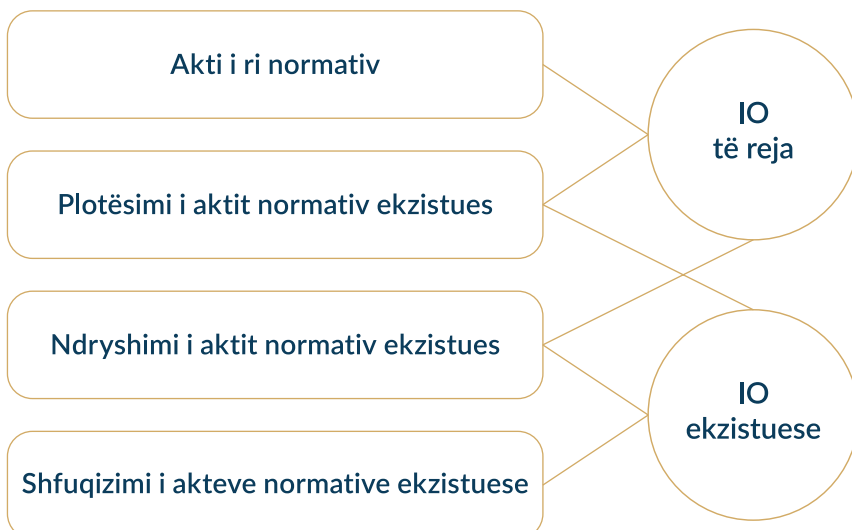 Akti i ri normativ
Plotësimi i aktit normativ ekzistues
Ndryshimi i aktit normativ ekzistues
Shfuqizimi i akteve normative ekzistuese
IO
të reja
IO
ekzistuese